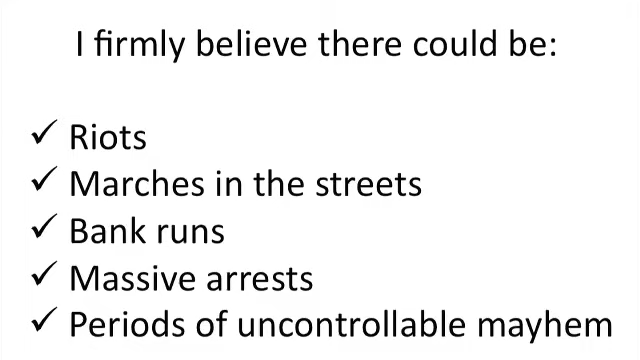 I firmly believe there could be:
✓ Riots
✓ Marches in the streets
✓ Bank runs
✓ Massive arrests
✓ Periods of uncontrollable mayhem